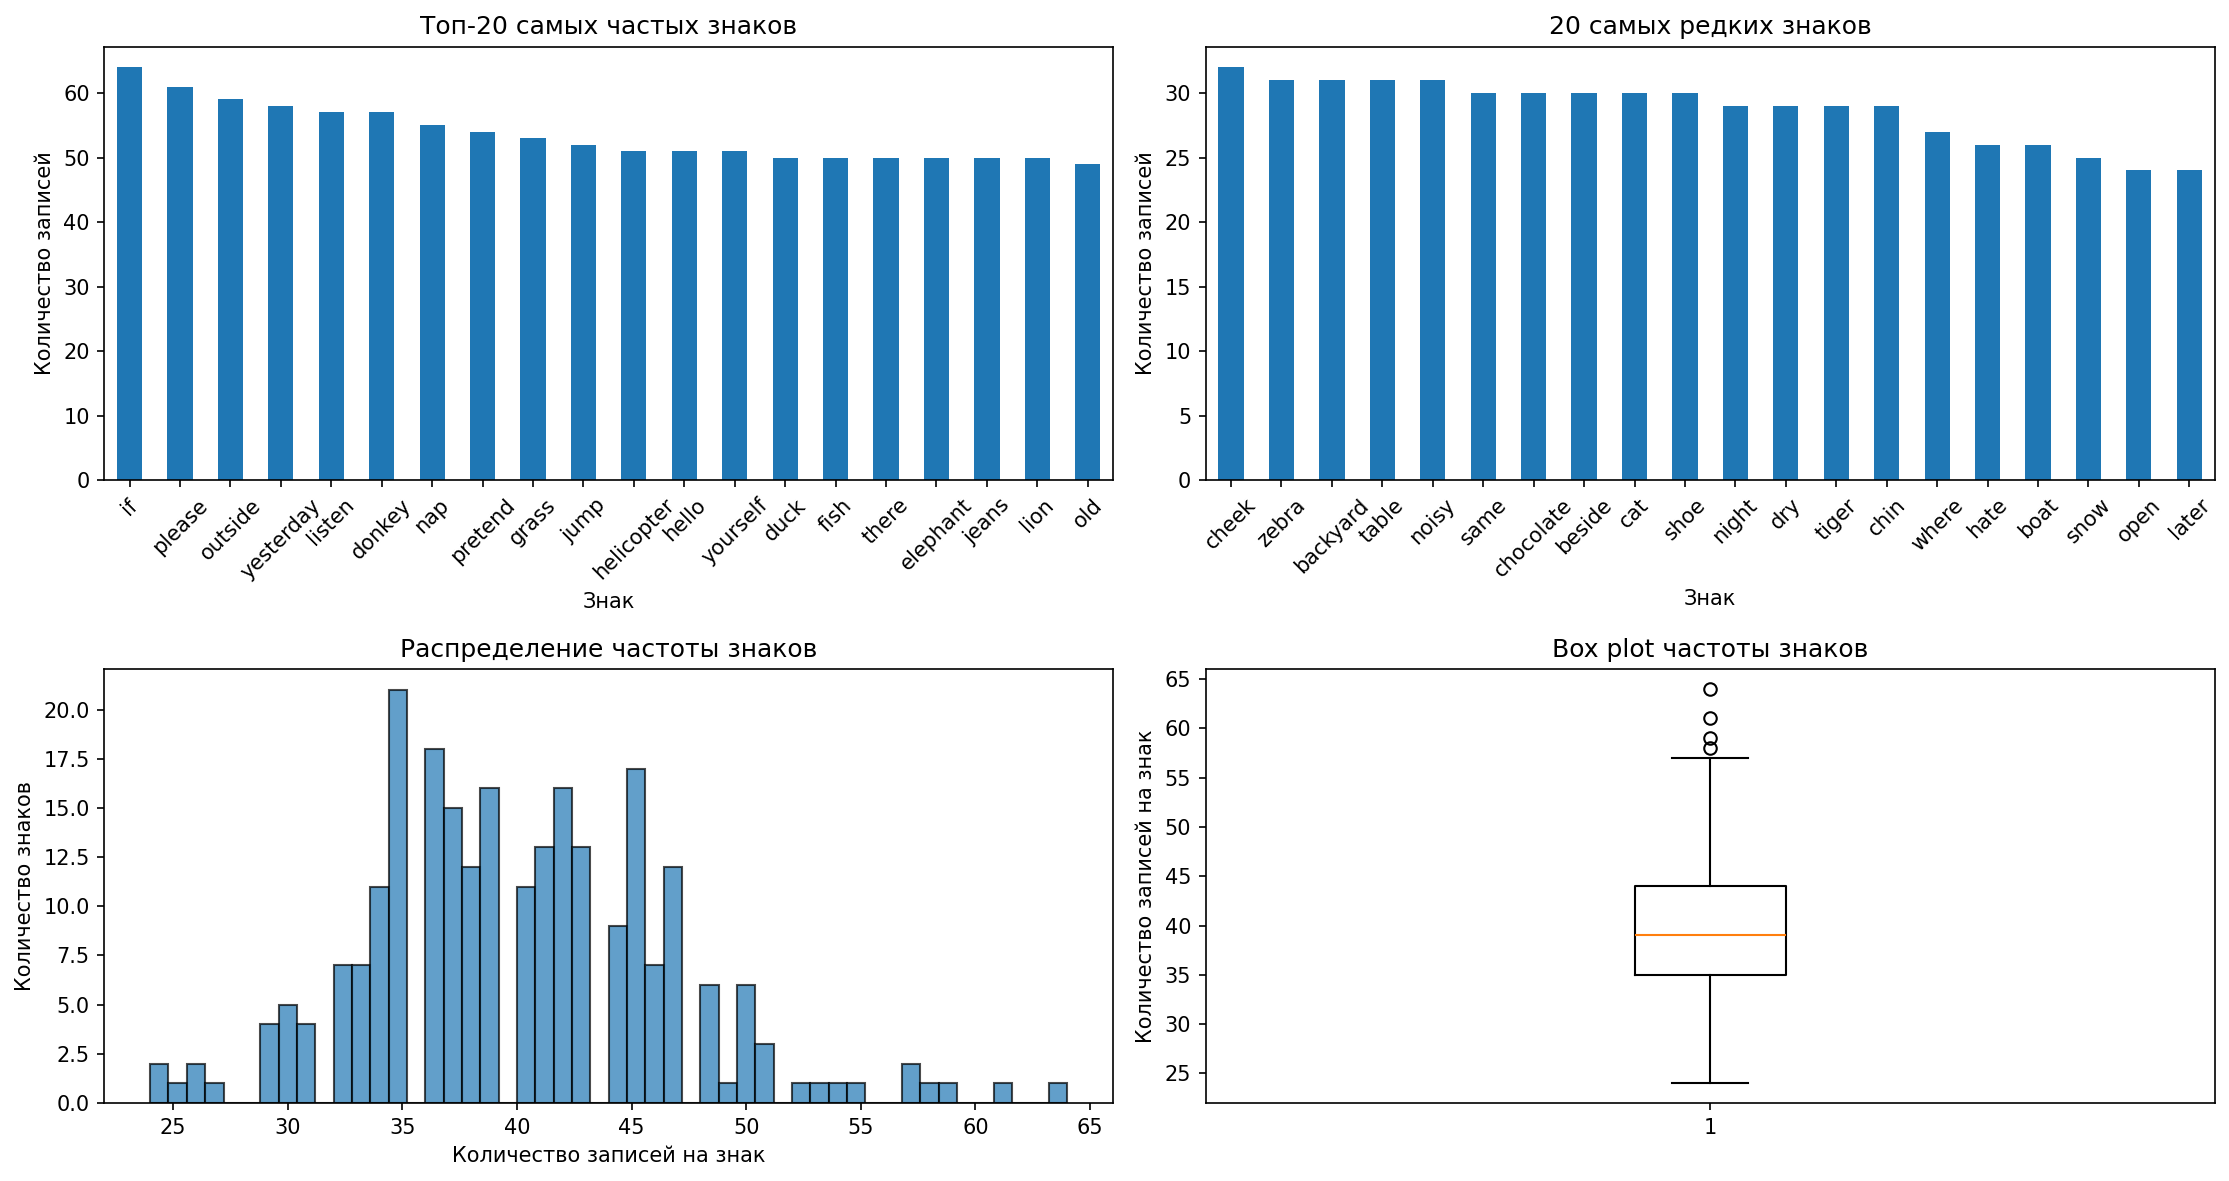 Топ-20 самых частых знаков
Количество записей
60
50
40
30
20
10
0
if please outside yesterday listen donkey nap pretend grass jump helicopter hello yourself duck fish there elephant jeans lion old
Знак
20 самых редких знаков
Количество записей
30
25
20
15
10
5
0
cheek zebra backyard table noisy same chocolate beside cat shoe night dry tiger chin where hate boat snow open later
Знак
Распределение частоты знаков
Количество знаков
20.0
17.5
15.0
12.5
10.0
7.5
5.0
2.5
0.0
25 30 35 40 45 50 55 60 65
Количество записей на знак
Box plot частоты знаков
Количество записей на знак
65
60
55
50
45
40
35
30
25
1